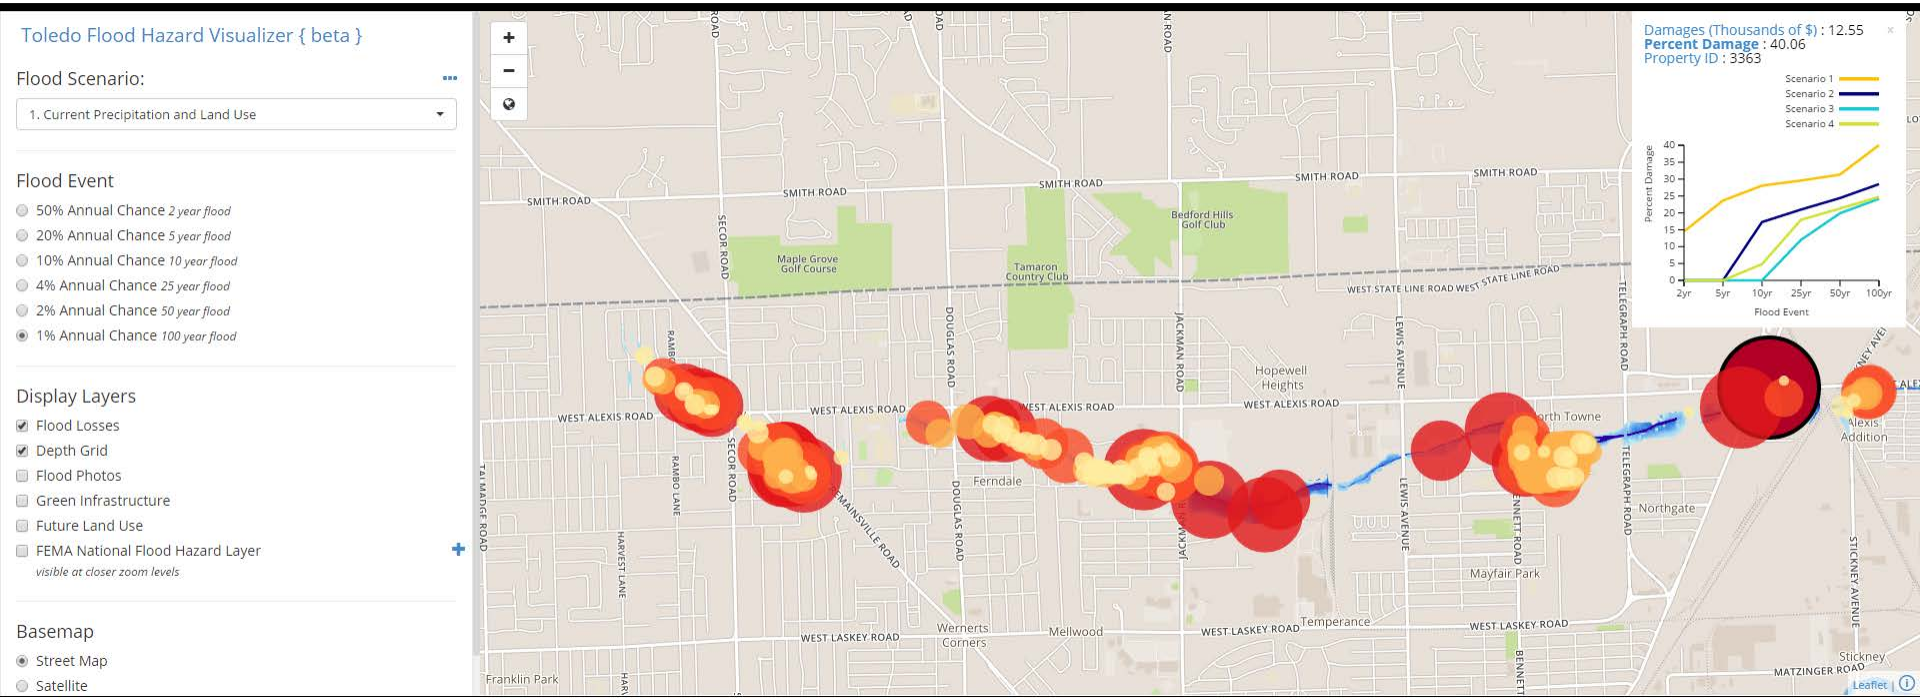 Toledo Flood Hazard Visualizer { beta }
Flood Scenario:
1. Current Precipitation and Land Use
Flood Event
50% Annual Chance 2 year flood
20% Annual Chance 5 year flood
10% Annual Chance 10 year flood
4% Annual Chance 25 year flood
2% Annual Chance 50 year flood
1% Annual Chance 100 year flood
Display Layers
Flood Losses
Depth Grid
Flood Photos
Green Infrastructure
Future Land Use
FEMA National Flood Hazard Layer
visible at closer zoom levels
Basemap
Street Map
Satellite
+
−
Damages (Thousands of $) : 12.55
Percent Damage : 40.06
Property ID : 3363
×
Scenario 1
Scenario 2
Scenario 3
Scenario 4
Percent Damage
40
35
30
25
20
15
10
5
0
2yr 5yr 10yr 25yr 50yr 100yr
Flood Event
SMITH ROAD
SMITH ROAD
SMITH ROAD
SMITH ROAD
SMITH ROAD
SECOR ROAD
Maple Grove
Golf Course
Tamaron
Country Club
Bedford Hills
Golf Club
WEST STATE LINE ROAD
WEST STATE LINE ROAD
TELEGRAPH ROAD
DOUGLAS ROAD
JACKMAN ROAD
LEWIS AVENUE
Hopewell
Heights
WEST ALEXIS ROAD
WEST ALEXIS ROAD
WEST ALEXIS ROAD
WEST ALEXIS ROAD
Alexis
Addition
SECOR ROAD
RAMBO LANE
TALMADGE ROAD
DOUGLAS ROAD
Ferndale
LEWIS AVENUE
TELEGRAPH ROAD
Northgate
HARVEST LANE
STICKNEY AVENUE
Mayfair Park
Wernerts
Corners
Mellwood
WEST LASKEY ROAD
WEST LASKEY ROAD
Temperance
WEST LASKEY ROAD
Stickney
MATZINGER ROAD
Franklin Park
BENNETT
Leaflet |